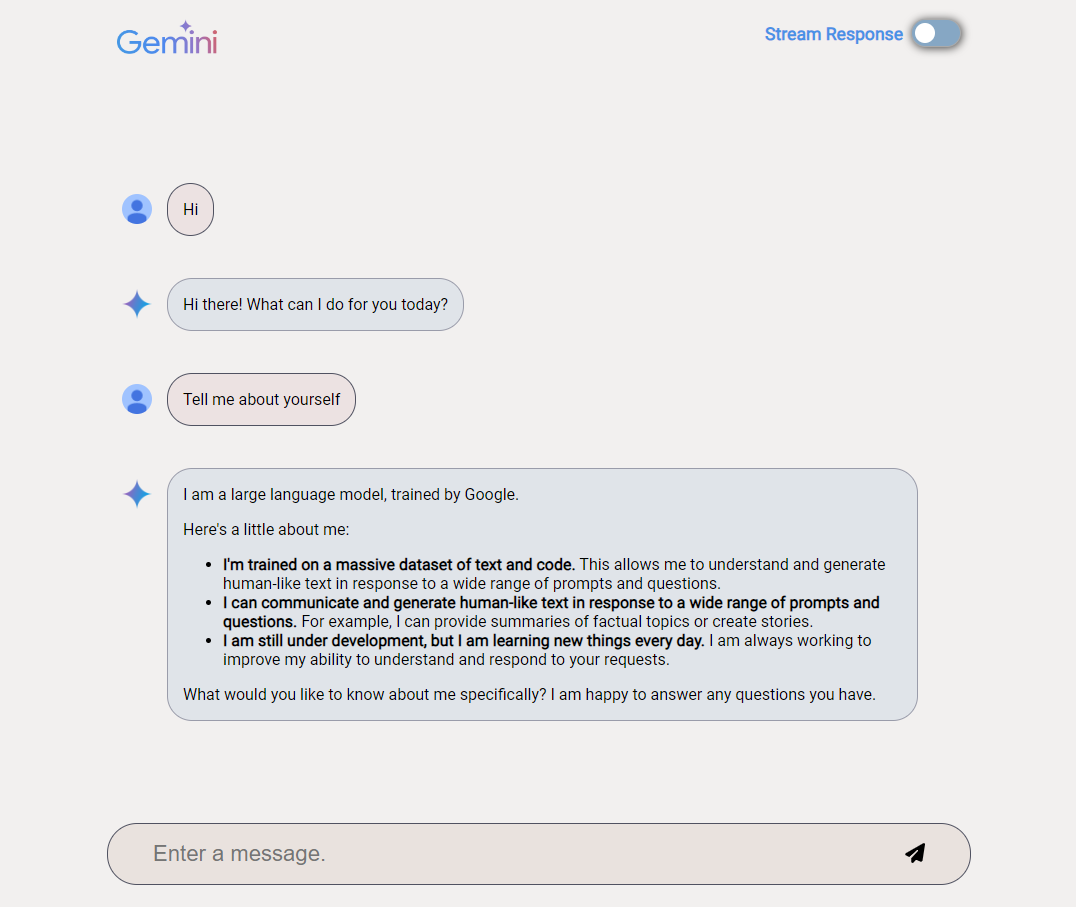 Gemini
Stream Response
Hi
Hi there! What can I do for you today?
Tell me about yourself
I am a large language model, trained by Google.
Here's a little about me:
• I'm trained on a massive dataset of text and code. This allows me to understand and generate
human-like text in response to a wide range of prompts and questions.
• I can communicate and generate human-like text in response to a wide range of prompts and
questions. For example, I can provide summaries of factual topics or create stories.
• I am still under development, but I am learning new things every day. I am always working to
improve my ability to understand and respond to your requests.
What would you like to know about me specifically? I am happy to answer any questions you have.
Enter a message.